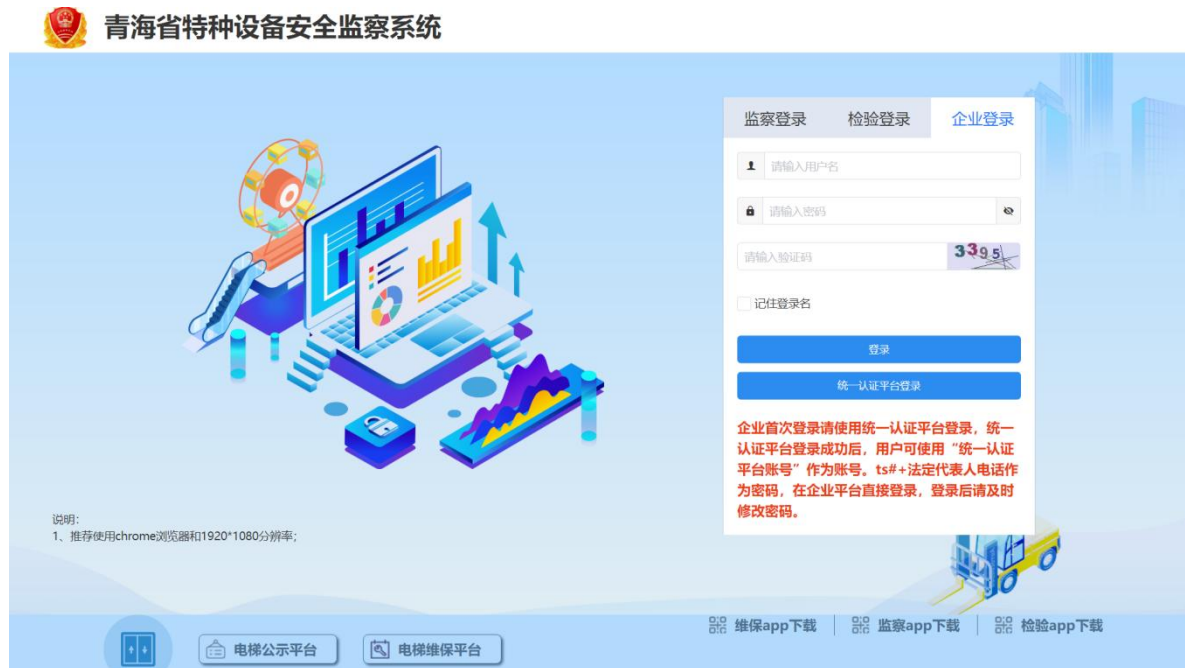 青海省特种设备安全监察系统
监察登录 检验登录 企业登录
请输入用户名
请输入密码
请输入验证码 3395
记住登录名
登录
统一认证平台登录
企业首次登录请使用统一认证平台登录，统一
认证平台登录成功后，用户可使用“统一认证
平台账号”作为账号。ts#+法定代表人电话作
为密码，在企业平台直接登录，登录后请及时
修改密码。
说明:
1、推荐使用chrome浏览器和1920*1080分辨率;
维保app下载 监察app下载 检验app下载
电梯公示平台 电梯维保平台